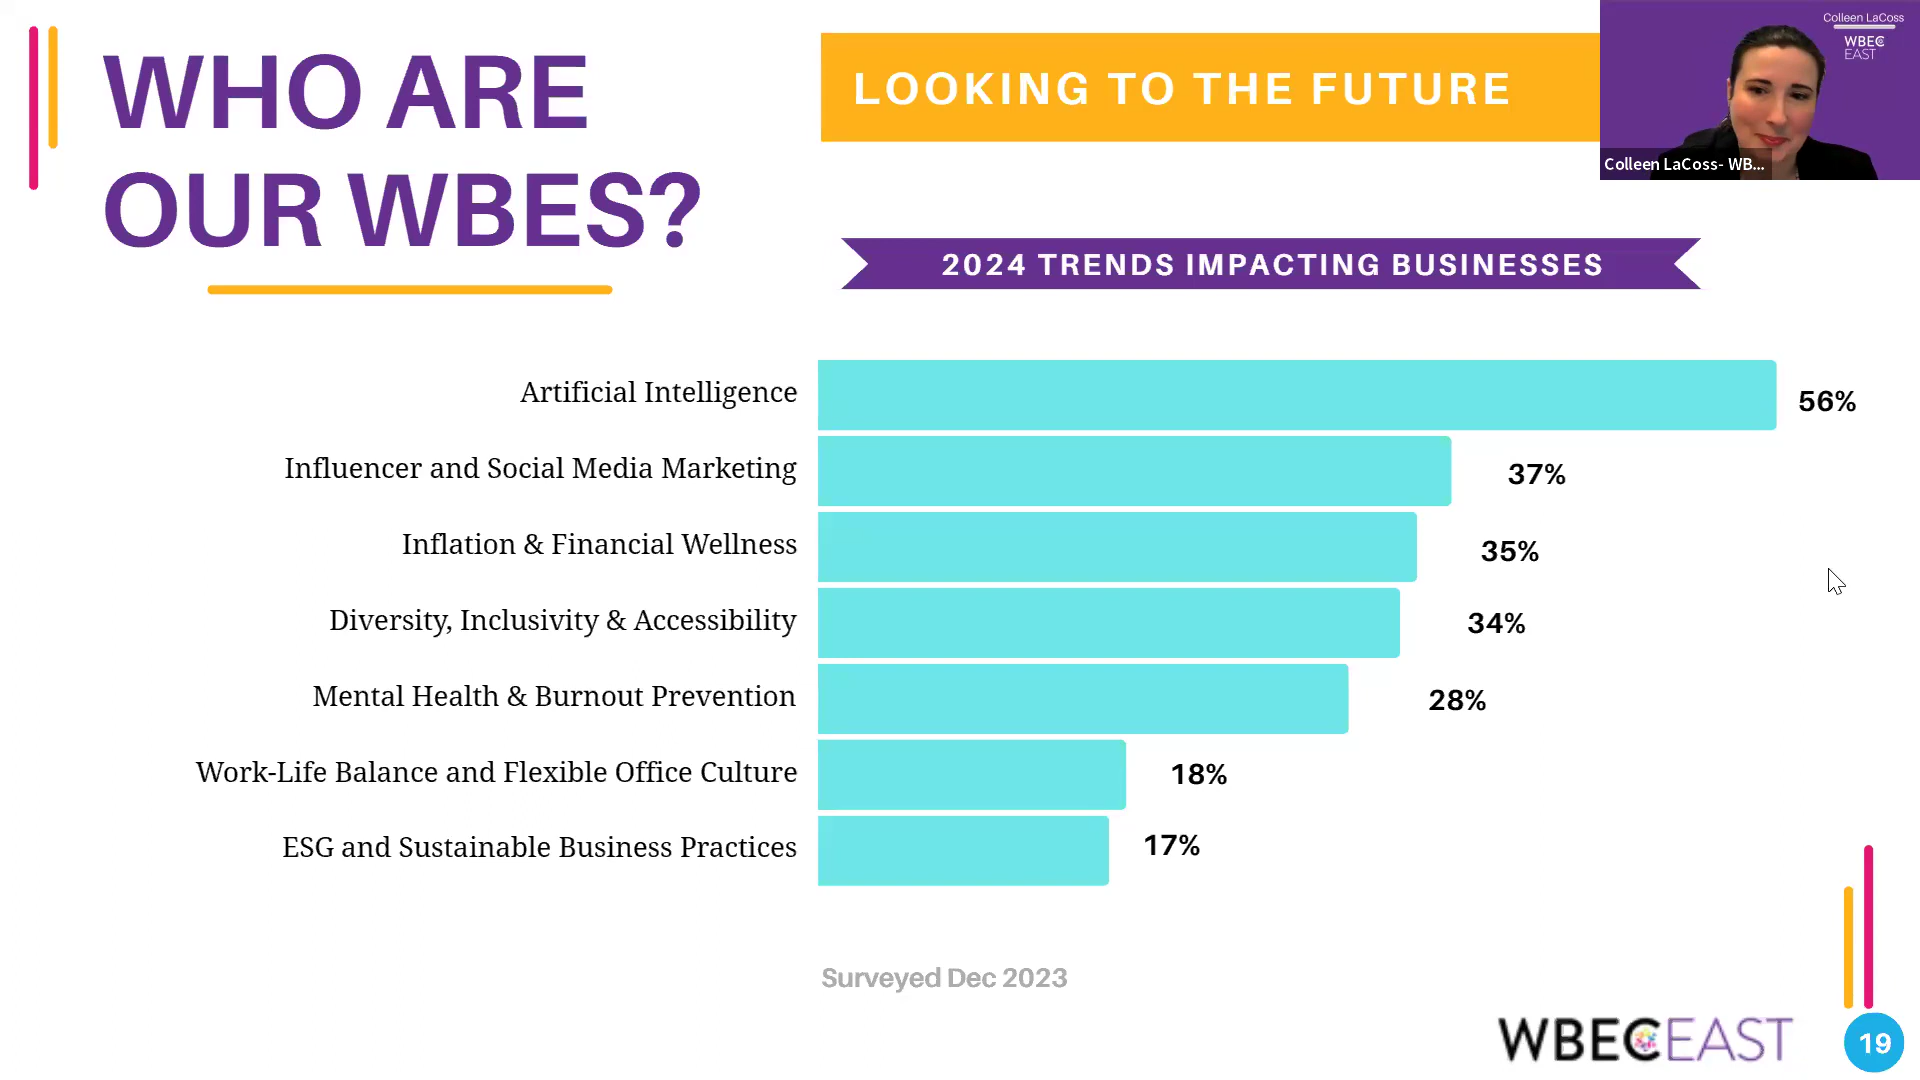 WHO ARE
OUR WBES?
LOOKING TO THE FUTURE
Colleen LaCoss
WBEC
EAST
Colleen LaCoss- WB...
2024 TRENDS IMPACTING BUSINESSES
Artificial Intelligence
56%
Influencer and Social Media Marketing
37%
Inflation & Financial Wellness
35%
Diversity, Inclusivity & Accessibility
34%
Mental Health & Burnout Prevention
28%
Work-Life Balance and Flexible Office Culture
18%
ESG and Sustainable Business Practices
17%
Surveyed Dec 2023
WBECEAST
19